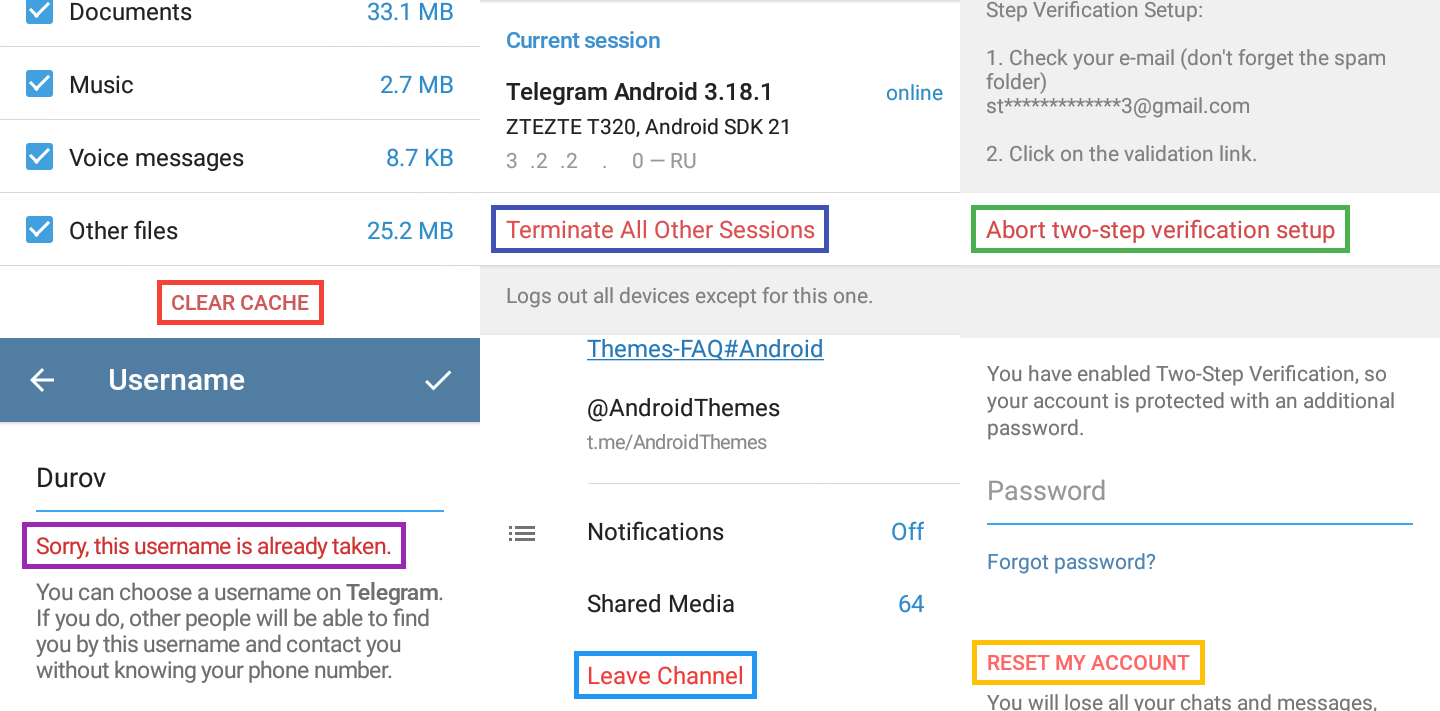 Documents 33.1 MB
Music 2.7 MB
Voice messages 8.7 KB
Other files 25.2 MB
CLEAR CACHE
Current session
Telegram Android 3.18.1 online
ZTEZTE T320, Android SDK 21
3 .2 .2 . 0 — RU
Terminate All Other Sessions
Logs out all devices except for this one.
Step Verification Setup:
1. Check your e-mail (don't forget the spam
folder)
st*************3@gmail.com
2. Click on the validation link.
Abort two-step verification setup
Username
Durov
Sorry, this username is already taken.
You can choose a username on Telegram.
If you do, other people will be able to find
you by this username and contact you
without knowing your phone number.
Themes-FAQ#Android
@AndroidThemes
t.me/AndroidThemes
Notifications Off
Shared Media 64
Leave Channel
You have enabled Two-Step Verification, so
your account is protected with an additional
password.
Password
Forgot password?
RESET MY ACCOUNT
You will lose all your chats and messages,